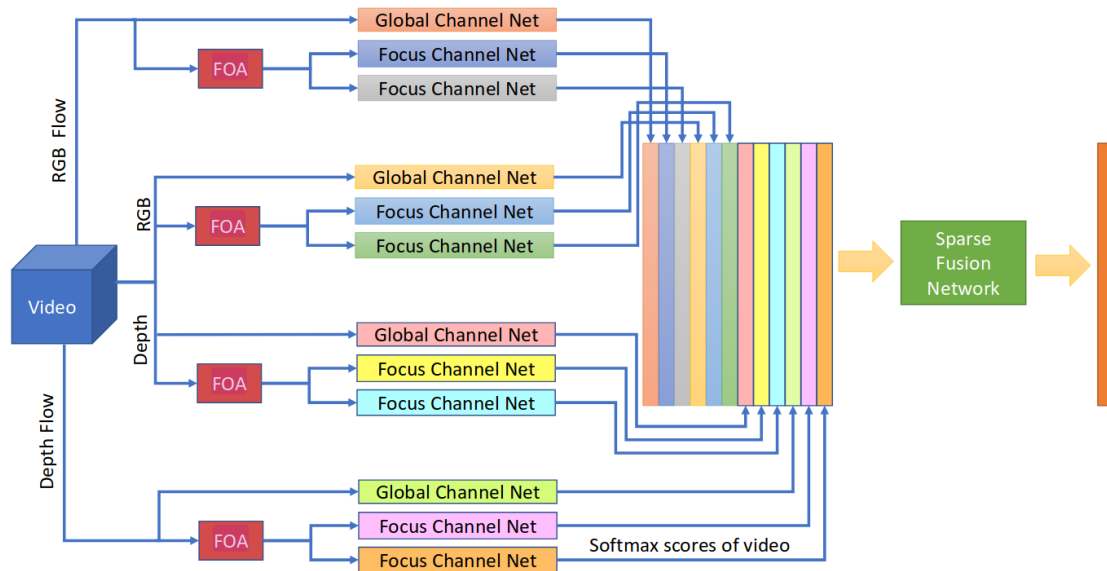 Global Channel Net
FOA
Focus Channel Net
Focus Channel Net
RGB Flow
Global Channel Net
RGB
FOA
Focus Channel Net
Focus Channel Net
Video
Sparse
Fusion
Network
Depth
Global Channel Net
FOA
Focus Channel Net
Focus Channel Net
Depth Flow
Global Channel Net
FOA
Focus Channel Net
Focus Channel Net
Softmax scores of video